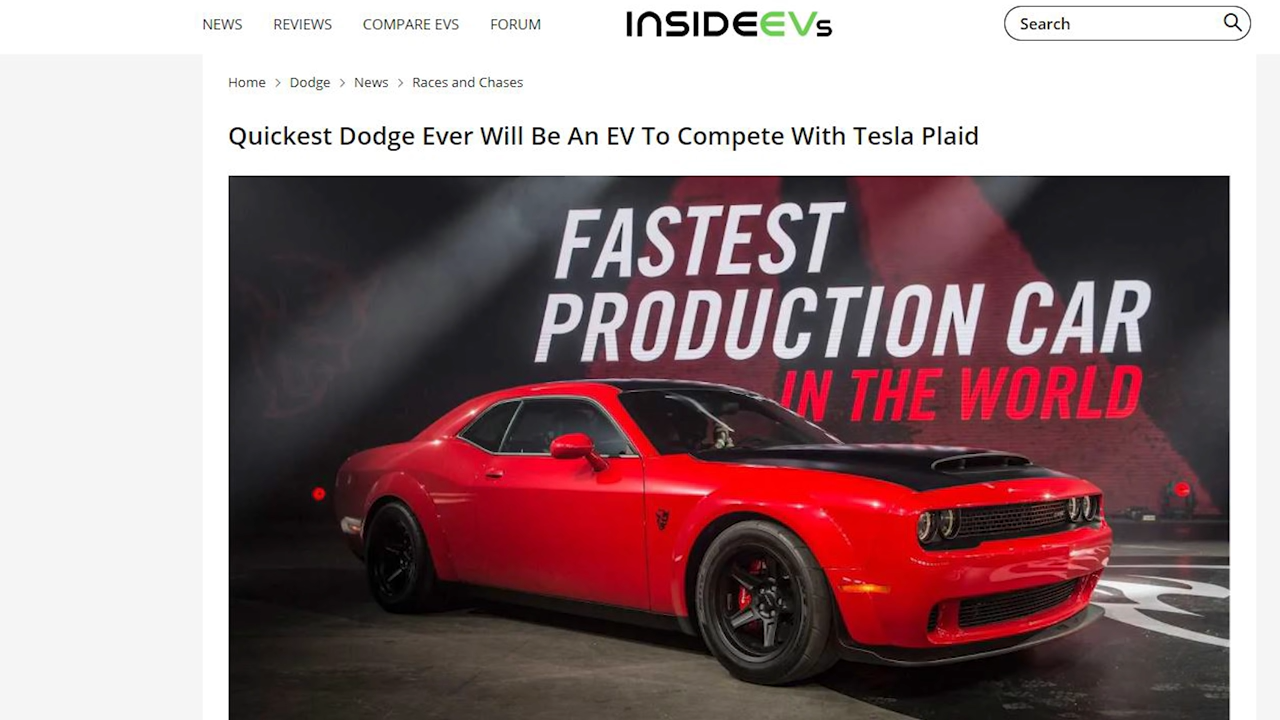 NEWS REVIEWS COMPARE EVS FORUM INSIDEEVs Search
Home > Dodge > News > Races and Chases
Quickest Dodge Ever Will Be An EV To Compete With Tesla Plaid
FASTEST
PRODUCTION CAR
IN THE WORLD